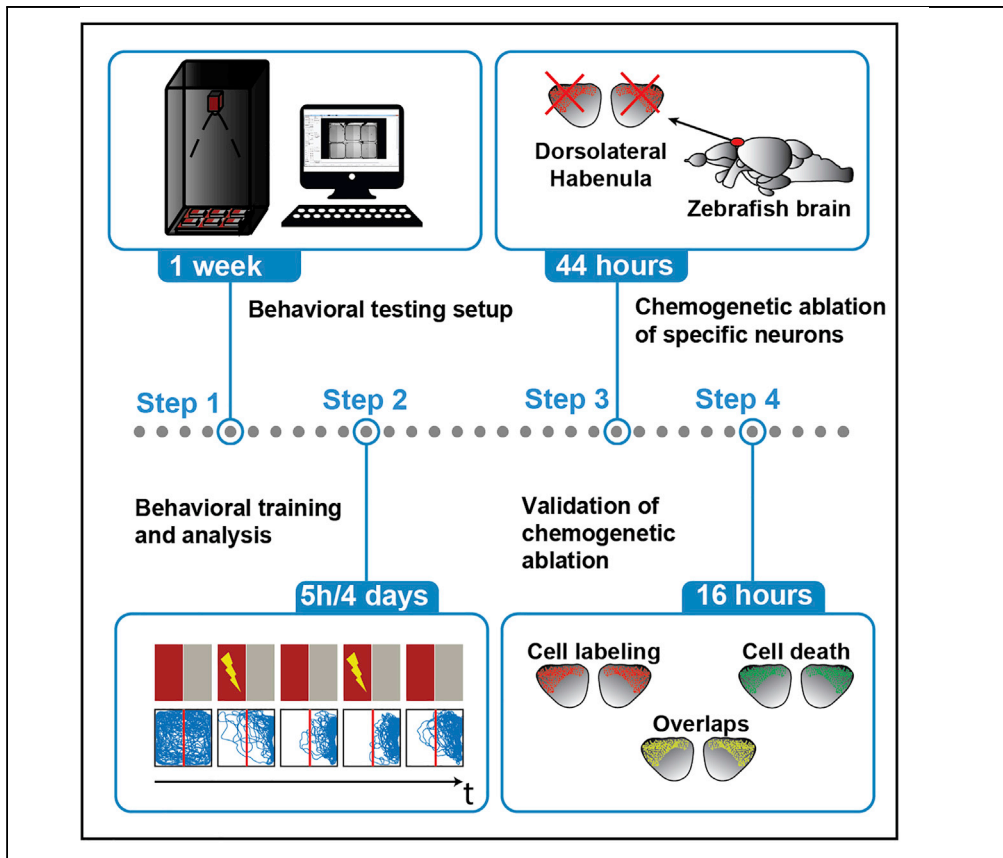 Dorsolateral
Habenula
Zebrafish brain
1 week
44 hours
Behavioral testing setup
Chemogenetic ablation
of specific neurons
Step 1
Step 2
Step 3
Step 4
Behavioral training
and analysis
Validation of
chemogenetic
ablation
5h/4 days
16 hours
Cell labeling
Cell death
Overlaps
t